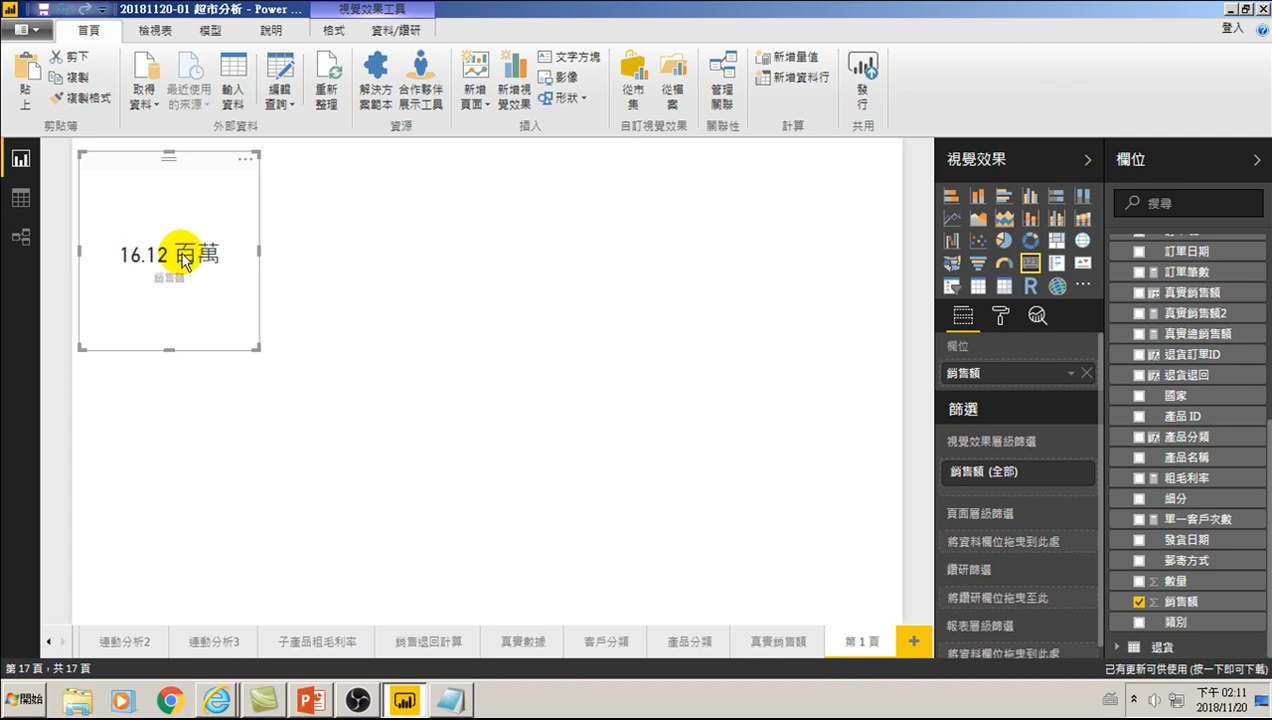 20181120-01 超市分析 - Power ...
視覺效果工具
首頁
檢視表
模型
說明
格式
資料/鑽研
登入
貼上
剪下
複製
複製格式
剪貼簿
取得資料
最近使用的來源
輸入資料
編輯查詢
重新整理
外部資料
解決方案範本
合作夥伴展示工具
資源
新增頁面
新增視覺效果
文字方塊
影像
形狀
插入
從市集
從檔案
自訂視覺效果
管理關聯
關聯性
新增量值
新增資料行
計算
發行
共用
16.12 百萬
銷售額
視覺效果
欄位
銷售額
篩選
視覺效果層級篩選
銷售額 (全部)
頁面層級篩選
將資料欄位拖曳到此處
鑽研篩選
將鑽研欄位拖曳至此
報表層級篩選
將資料欄位拖曳到此處
欄位
搜尋
訂單日期
訂單筆數
真實銷售額
真實銷售額2
真實總銷售額
退貨訂單ID
退貨退回
國家
產品 ID
產品分類
產品名稱
粗毛利率
細分
單一客戶次數
發貨日期
郵寄方式
數量
銷售額
類別
退貨
連動分析2
連動分析3
子產品粗毛利率
銷售退回計算
真實數據
客戶分類
產品分類
真實銷售額
第 1 頁
第 17 頁，共 17 頁
已有更新可供使用 (按一下即可下載)
開始
下午 02:11
2018/11/20